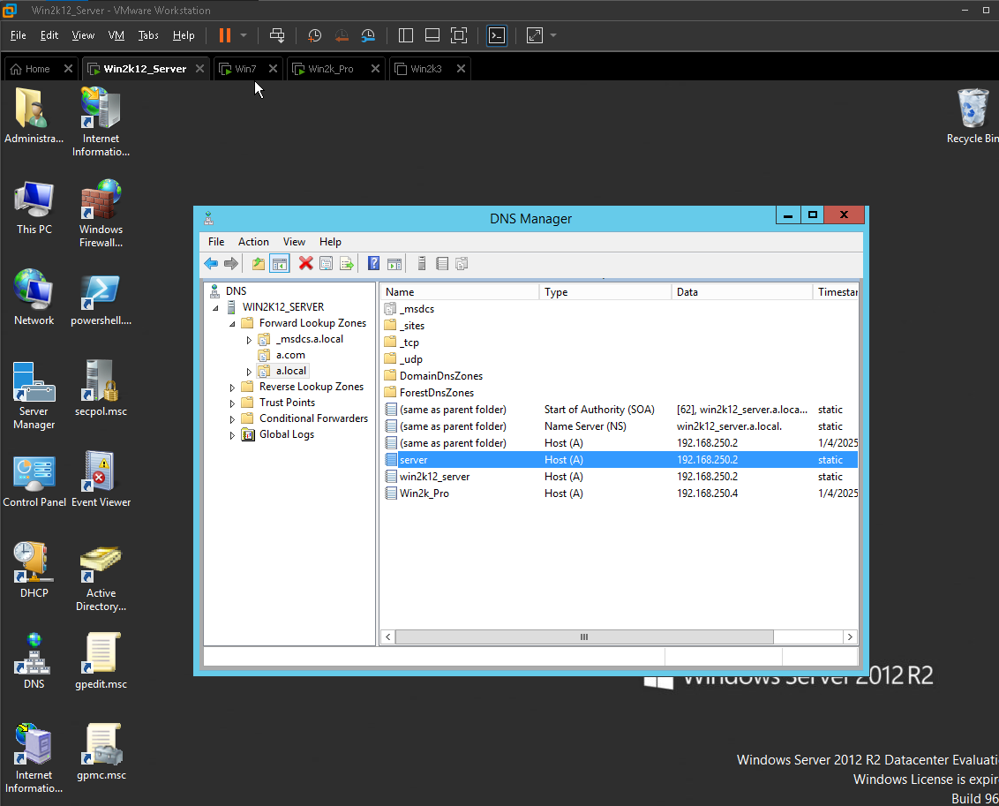 Win2k12_Server - VMware Workstation
File Edit View VM Tabs Help
Home Win2k12_Server Win7 Win2k_Pro Win2k3
Administra... Internet Informatio...
Recycle Bin
This PC Windows Firewall...
Network powershell....
Server Manager secpol.msc
Control Panel Event Viewer
DHCP Active Directory...
DNS gpedit.msc
Internet Informatio... gpmc.msc
DNS Manager
File Action View Help
DNS
WIN2K12_SERVER
Forward Lookup Zones
_msdcs.a.local
a.com
a.local
Reverse Lookup Zones
Trust Points
Conditional Forwarders
Global Logs
Name Type Data Timestar
_msdcs
_sites
_tcp
_udp
DomainDnsZones
ForestDnsZones
(same as parent folder) Start of Authority (SOA) [62], win2k12_server.a.loca... static
(same as parent folder) Name Server (NS) win2k12_server.a.local. static
(same as parent folder) Host (A) 192.168.250.2 1/4/2025
server Host (A) 192.168.250.2 static
win2k12_server Host (A) 192.168.250.2 static
Win2k_Pro Host (A) 192.168.250.4 1/4/2025
Windows Server 2012 R2
Windows Server 2012 R2 Datacenter Evaluati
Windows License is expir
Build 96